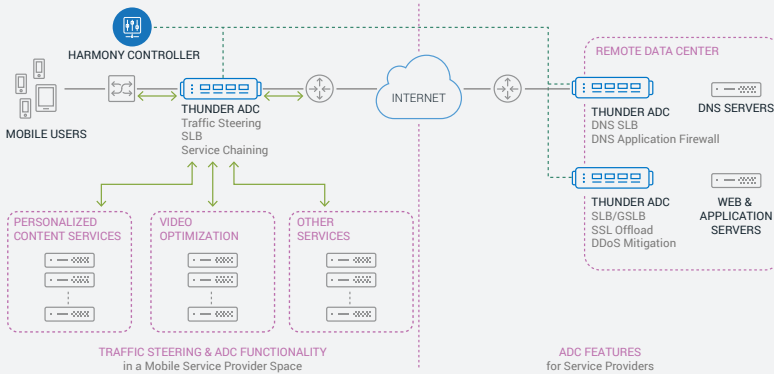 HARMONY CONTROLLER
MOBILE USERS
THUNDER ADC
Traffic Steering
SLB
Service Chaining
INTERNET
REMOTE DATA CENTER
THUNDER ADC
DNS SLB
DNS Application Firewall
DNS SERVERS
THUNDER ADC
SLB/GSLB
SSL Offload
DDoS Mitigation
WEB &
APPLICATION
SERVERS
PERSONALIZED
CONTENT SERVICES
VIDEO
OPTIMIZATION
OTHER
SERVICES
TRAFFIC STEERING & ADC FUNCTIONALITY
in a Mobile Service Provider Space
ADC FEATURES
for Service Providers